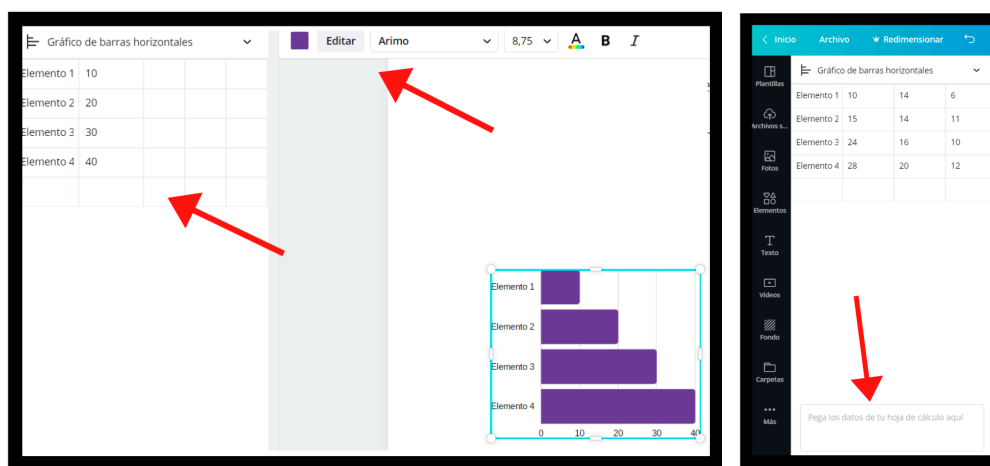 Gráfico de barras horizontales
Editar Arimo 8,75 A B I
Elemento 1 10
Elemento 2 20
Elemento 3 30
Elemento 4 40
Elemento 1
Elemento 2
Elemento 3
Elemento 4
0 10 20 30 40
Inicio Archivo Redimensionar
Plantillas
Archivos s...
Fotos
Elementos
Texto
Vídeos
Fondo
Carpetas
Más
Gráfico de barras horizontales
Elemento 1 10 14 6
Elemento 2 15 14 11
Elemento 3 24 16 10
Elemento 4 28 20 12
Pega los datos de tu hoja de cálculo aquí